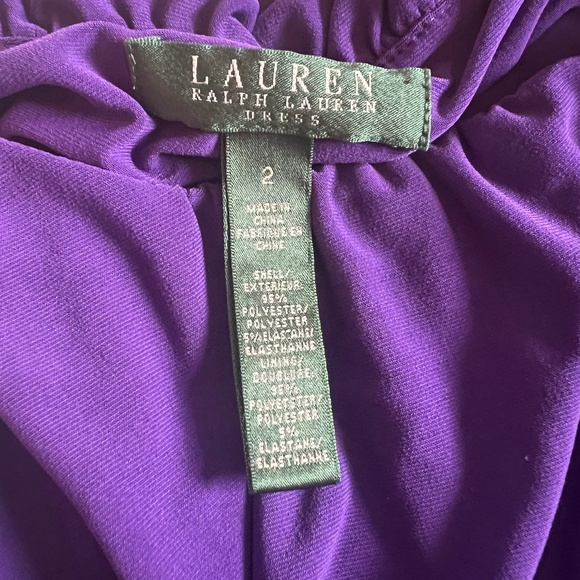 LAUREN
RALPH LAUREN
DRESS
2
MADE IN
CHINA
FABRIQUE EN
CHINE
SHELL/
EXTERIEUR:
95%
POLYESTER/
POLYESTER
5%ELASTANE/
ELASTHANNE
LINING/
DOUBLURE
95%
POLYESTER/
POLYESTER
5%
ELASTANE/
ELASTHANNE